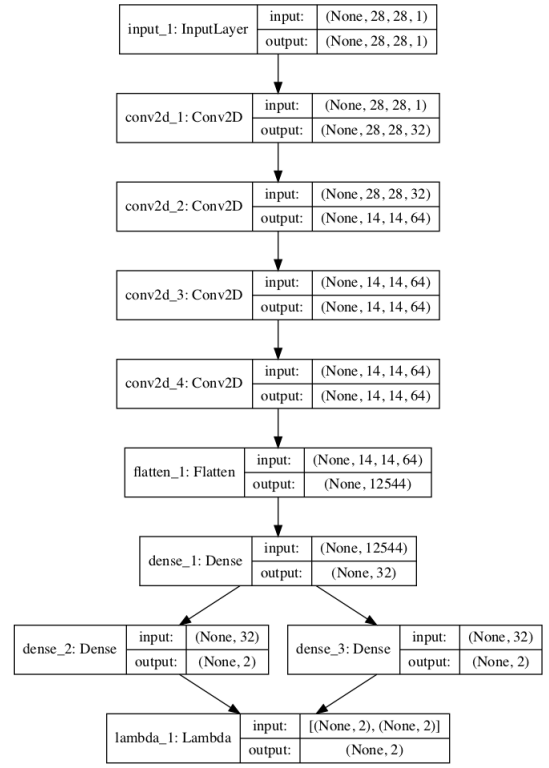 input_1: InputLayer
input: (None, 28, 28, 1)
output: (None, 28, 28, 1)
conv2d_1: Conv2D
input: (None, 28, 28, 1)
output: (None, 28, 28, 32)
conv2d_2: Conv2D
input: (None, 28, 28, 32)
output: (None, 14, 14, 64)
conv2d_3: Conv2D
input: (None, 14, 14, 64)
output: (None, 14, 14, 64)
conv2d_4: Conv2D
input: (None, 14, 14, 64)
output: (None, 14, 14, 64)
flatten_1: Flatten
input: (None, 14, 14, 64)
output: (None, 12544)
dense_1: Dense
input: (None, 12544)
output: (None, 32)
dense_2: Dense
input: (None, 32)
output: (None, 2)
dense_3: Dense
input: (None, 32)
output: (None, 2)
lambda_1: Lambda
input: [(None, 2), (None, 2)]
output: (None, 2)